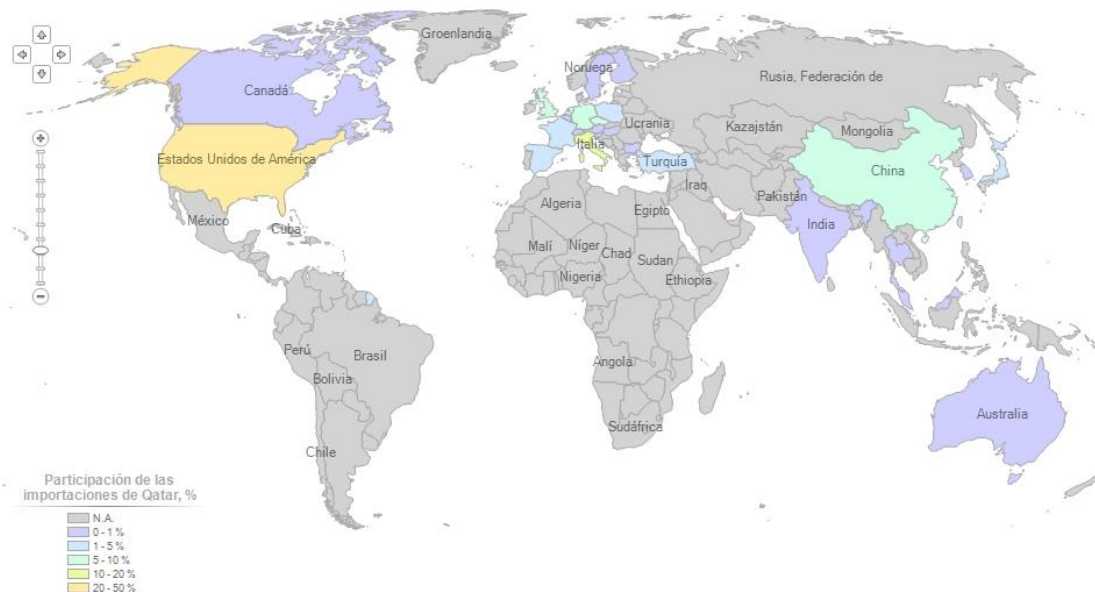 Groenlandia
Noruega
Rusia, Federación de
Canadá
Ucrania
Kazajstán
Mongolia
Estados Unidos de América
Italia
Turquía
China
Iraq
Pakistán
México
Cuba
Algeria
Egipto
India
Malí
Níger
Chad
Sudan
Nigeria
Ethiopia
Perú
Brasil
Angola
Bolivia
Australia
Sudáfrica
Chile
Participación de las
importaciones de Qatar, %
N.A.
0 - 1 %
1 - 5 %
5 - 10 %
10 - 20 %
20 - 50 %